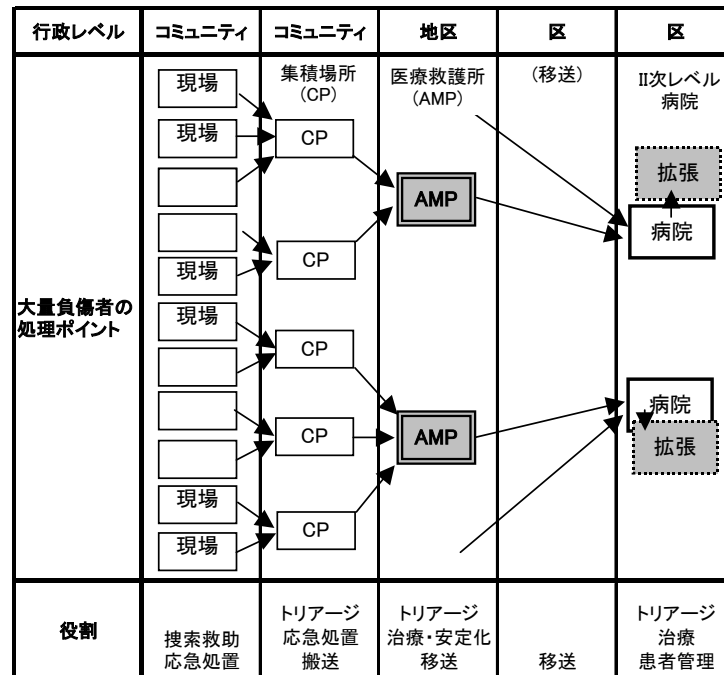 行政レベル
コミュニティ
コミュニティ
地区
区
区
現場
現場
現場
現場
現場
現場
集積場所
(CP)
CP
CP
CP
CP
CP
医療救護所
(AMP)
AMP
AMP
(移送)
II次レベル
病院
拡張
病院
病院
拡張
大量負傷者の
処理ポイント
役割
捜索救助
応急処置
トリアージ
応急処置
搬送
トリアージ
治療・安定化
移送
移送
トリアージ
治療
患者管理